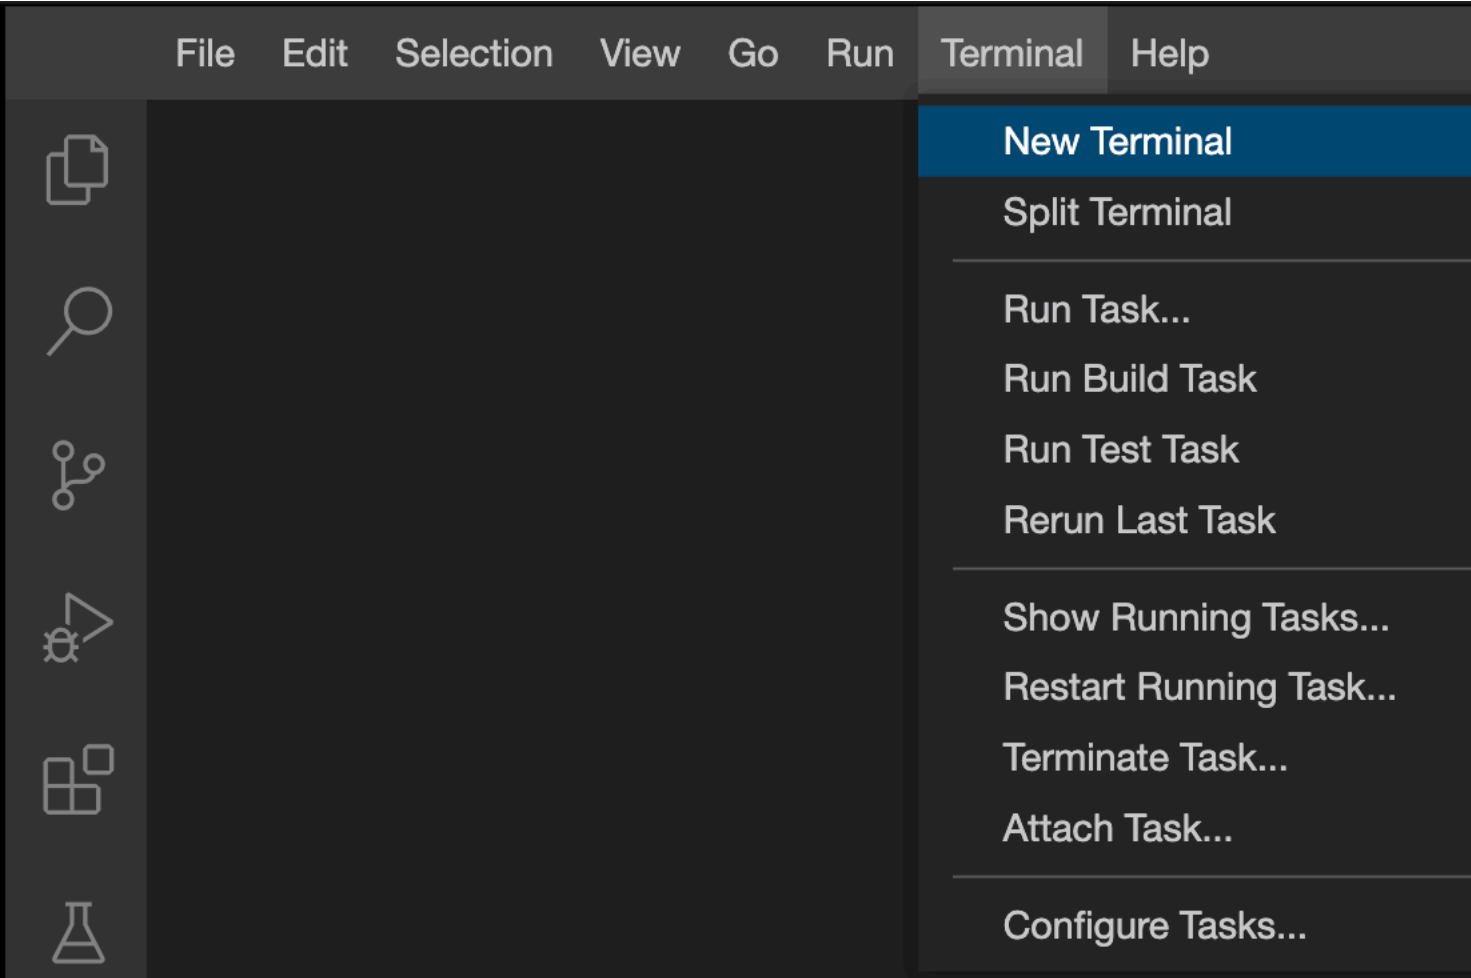 File Edit Selection View Go Run Terminal Help
New Terminal
Split Terminal
Run Task...
Run Build Task
Run Test Task
Rerun Last Task
Show Running Tasks...
Restart Running Task...
Terminate Task...
Attach Task...
Configure Tasks...